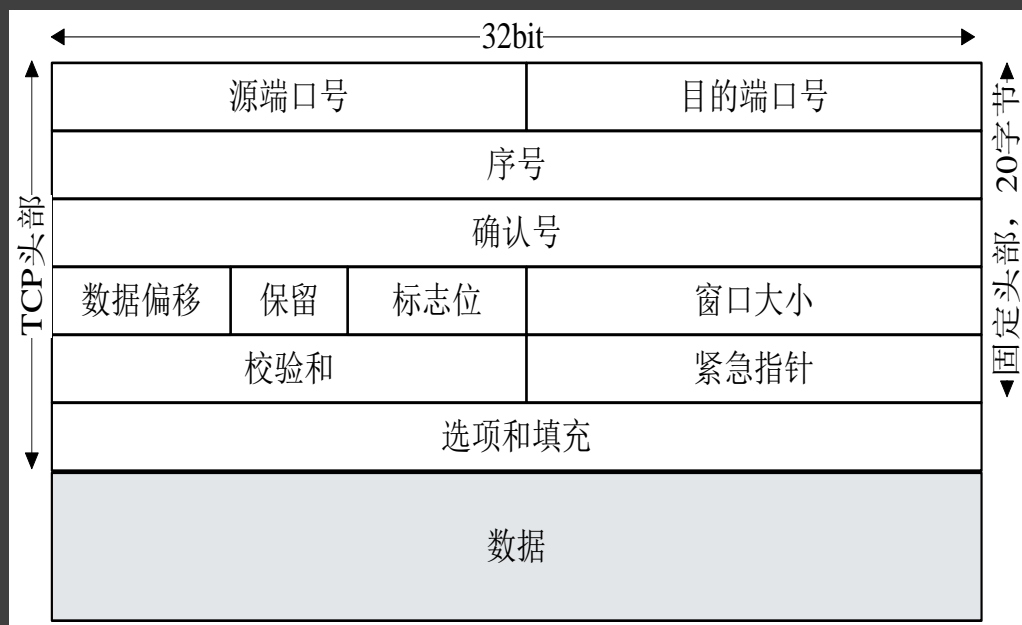 32bit
源端口号 目的端口号
序号
确认号
数据偏移 保留 标志位 窗口大小
校验和 紧急指针
选项和填充
数据
TCP头部
固定头部，20字节